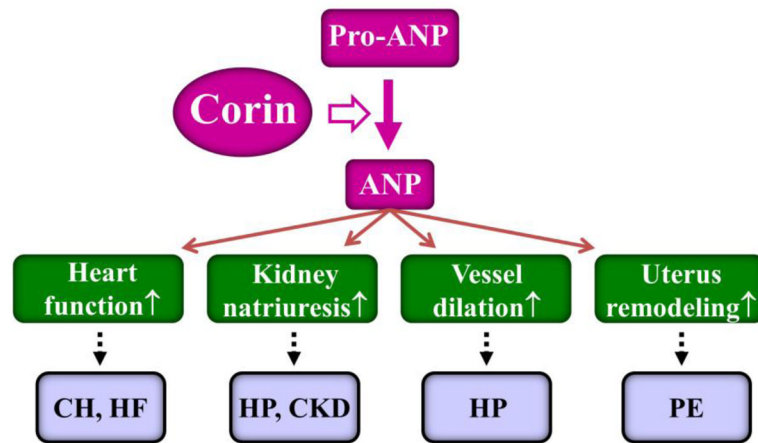 Pro-ANP
Corin
ANP
Heart
function↑
Kidney
natriuresis↑
Vessel
dilation↑
Uterus
remodeling↑
CH, HF
HP, CKD
HP
PE